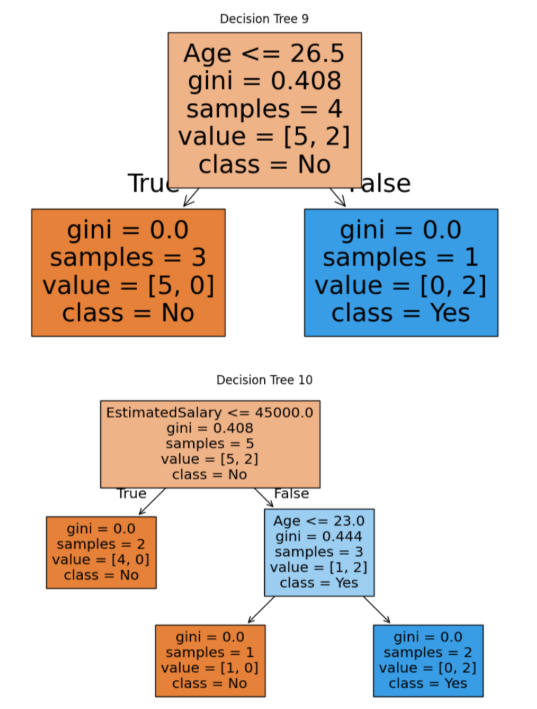 Decision Tree 9
Age <= 26.5
gini = 0.408
samples = 4
value = [5, 2]
class = No
True
False
gini = 0.0
samples = 3
value = [5, 0]
class = No
gini = 0.0
samples = 1
value = [0, 2]
class = Yes
Decision Tree 10
EstimatedSalary <= 45000.0
gini = 0.408
samples = 5
value = [5, 2]
class = No
True
False
gini = 0.0
samples = 2
value = [4, 0]
class = No
Age <= 23.0
gini = 0.444
samples = 3
value = [1, 2]
class = Yes
gini = 0.0
samples = 1
value = [1, 0]
class = No
gini = 0.0
samples = 2
value = [0, 2]
class = Yes